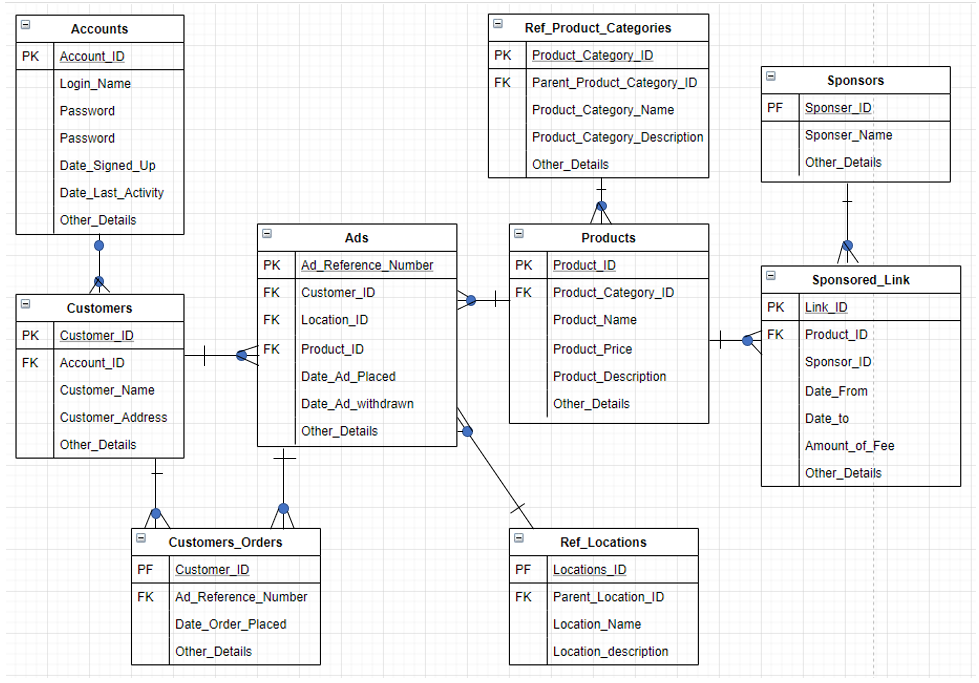 Accounts
PK Account_ID
Login_Name
Password
Password
Date_Signed_Up
Date_Last_Activity
Other_Details
Ref_Product_Categories
PK Product_Category_ID
FK Parent_Product_Category_ID
Product_Category_Name
Product_Category_Description
Other_Details
Sponsors
PF Sponser_ID
Sponser_Name
Other_Details
Ads
PK Ad_Reference_Number
FK Customer_ID
FK Location_ID
FK Product_ID
Date_Ad_Placed
Date_Ad_withdrawn
Other_Details
Products
PK Product_ID
FK Product_Category_ID
Product_Name
Product_Price
Product_Description
Other_Details
Sponsored_Link
PK Link_ID
FK Product_ID
Sponsor_ID
Date_From
Date_to
Amount_of_Fee
Other_Details
Customers
PK Customer_ID
FK Account_ID
Customer_Name
Customer_Address
Other_Details
Customers_Orders
PF Customer_ID
FK Ad_Reference_Number
Date_Order_Placed
Other_Details
Ref_Locations
PF Locations_ID
FK Parent_Location_ID
Location_Name
Location_description